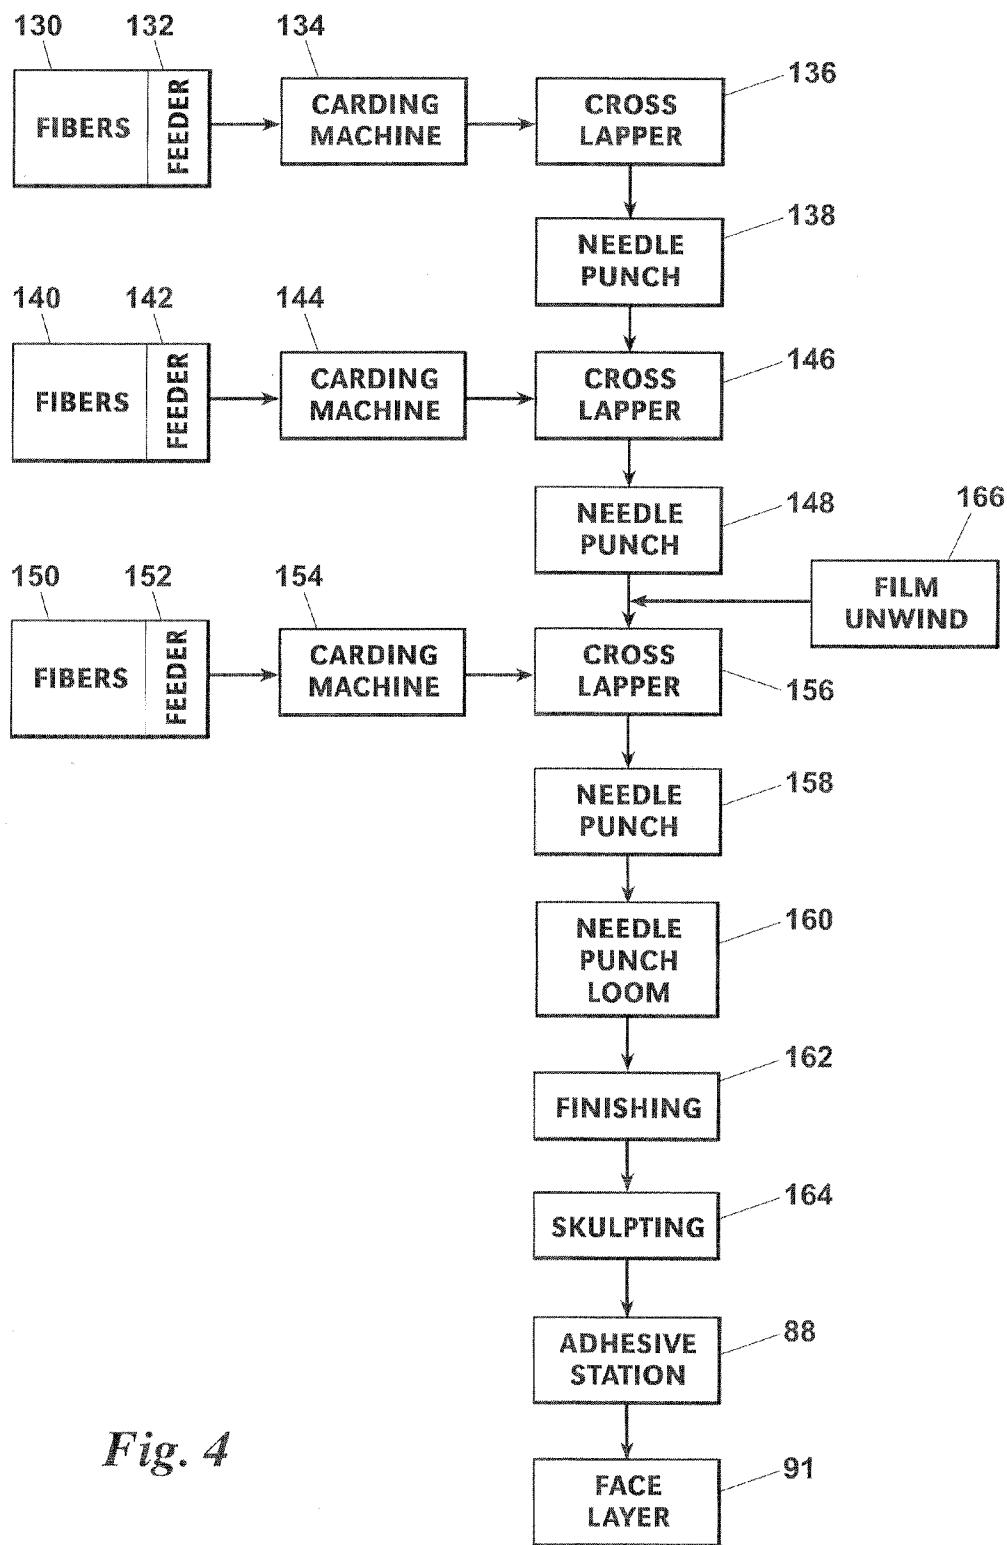 130
132
134
136
FIBERS
FEEDER
CARDING
MACHINE
CROSS
LAPPER
138
NEEDLE
PUNCH
140
142
144
146
FIBERS
FEEDER
CARDING
MACHINE
CROSS
LAPPER
148
NEEDLE
PUNCH
166
FILM
UNWIND
150
152
154
FIBERS
FEEDER
CARDING
MACHINE
CROSS
LAPPER
156
158
NEEDLE
PUNCH
160
NEEDLE
PUNCH
LOOM
162
FINISHING
164
SKULPTING
88
ADHESIVE
STATION
91
FACE
LAYER
Fig. 4